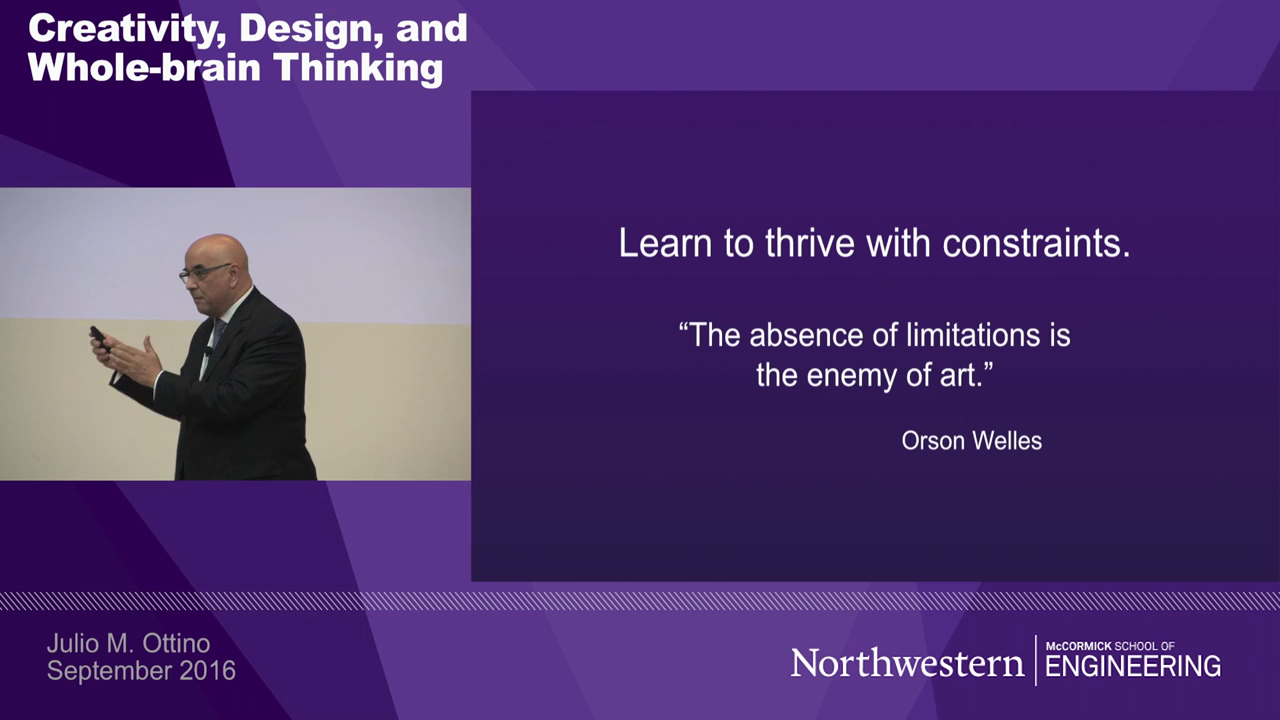 Creativity, Design, and
Whole-brain Thinking
Learn to thrive with constraints.
“The absence of limitations is
the enemy of art.”
Orson Welles
Julio M. Ottino
September 2016
Northwestern
McCORMICK SCHOOL OF
ENGINEERING